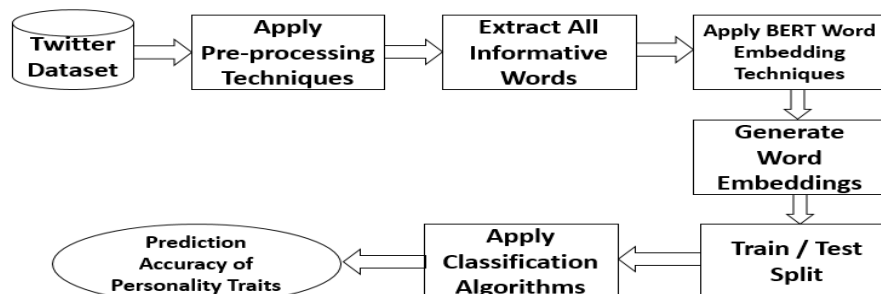 Twitter
Dataset
Apply
Pre-processing
Techniques
Extract All
Informative
Words
Apply BERT Word
Embedding
Techniques
Generate
Word
Embeddings
Train / Test
Split
Apply
Classification
Algorithms
Prediction
Accuracy of
Personality Traits